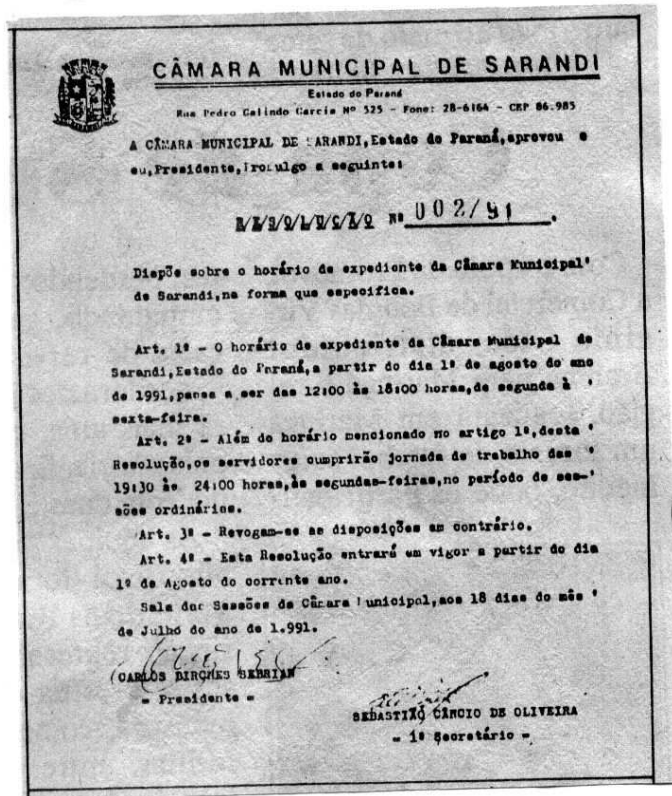 CÂMARA MUNICIPAL DE SARANDI
Estado do Paraná
Rua Pedro Galindo Garcia Nº 525 - Fone: 28-6164 - CEP 86.985
A CÂMARA MUNICIPAL DE SARANDI,Estado do Paraná,aprovou e
eu,Presidente,Promulgo a seguinte:
R/E/S/O/L/U/Ç/Ã/O Nº 002/91.
Dispõe sobre o horário de expediente da Câmara Municipal'
de Sarandi,na forma que especifica.
Art. 1º - O horário de expediente da Câmara Municipal de
Sarandi,Estado do Paraná,a partir do dia 1º de agosto do ano
de 1991,passa a ser das 12:00 às 18:00 horas,de segunda à '
sexta-feira.
Art. 2º - Além do horário mencionado no artigo 1º,desta '
Resolução,os servidores cumprirão jornada de trabalho das '
19:30 às 24:00 horas,às segundas-feiras,no período de ses-'
sões ordinárias.
Art. 3º - Revogam-se as disposições em contrário.
Art. 4º - Esta Resolução entrará em vigor a partir do dia
1º de Agosto do corrente ano.
Sala das Sessões da Câmara Municipal,aos 18 dias do mês '
de Julho do ano de 1.991.
CARLOS BIRCHES SEBRIAN
- Presidente -
SEBASTIÃO CÂNCIO DE OLIVEIRA
- 1º Secretário -